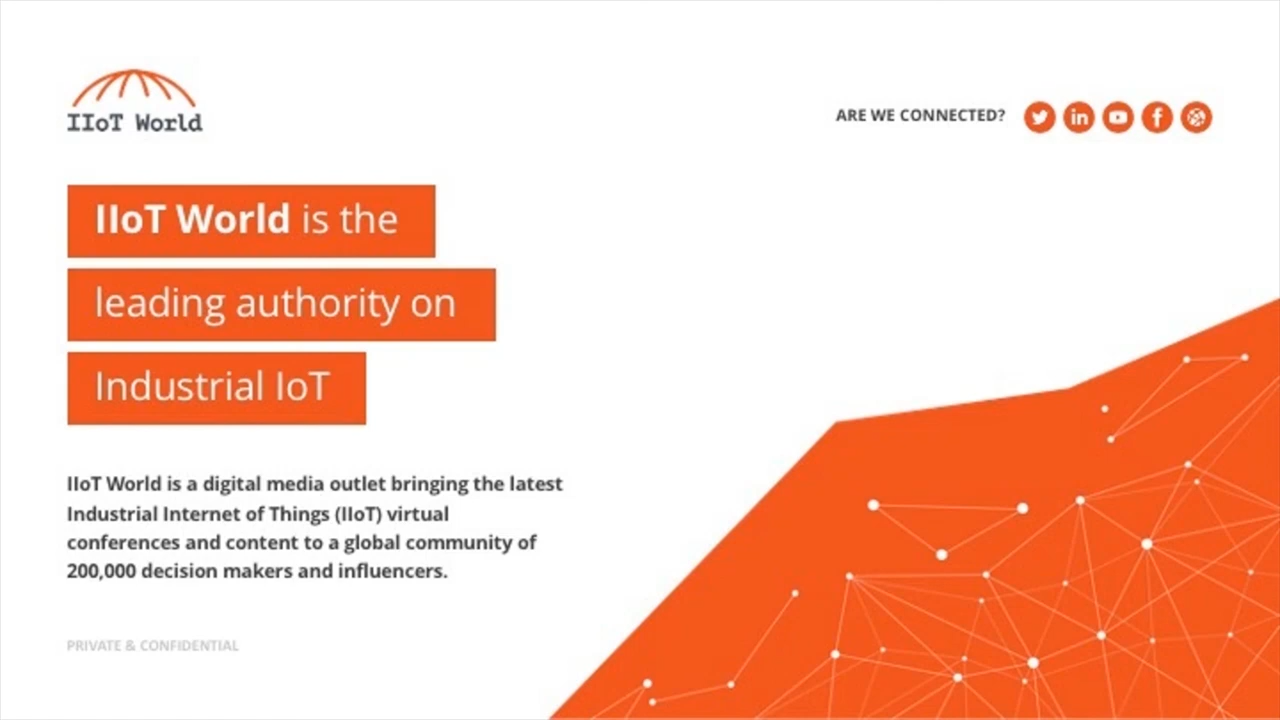 IIoT World
ARE WE CONNECTED?
IIoT World is the
leading authority on
Industrial IoT
IIoT World is a digital media outlet bringing the latest
Industrial Internet of Things (IIoT) virtual
conferences and content to a global community of
200,000 decision makers and influencers.
PRIVATE & CONFIDENTIAL